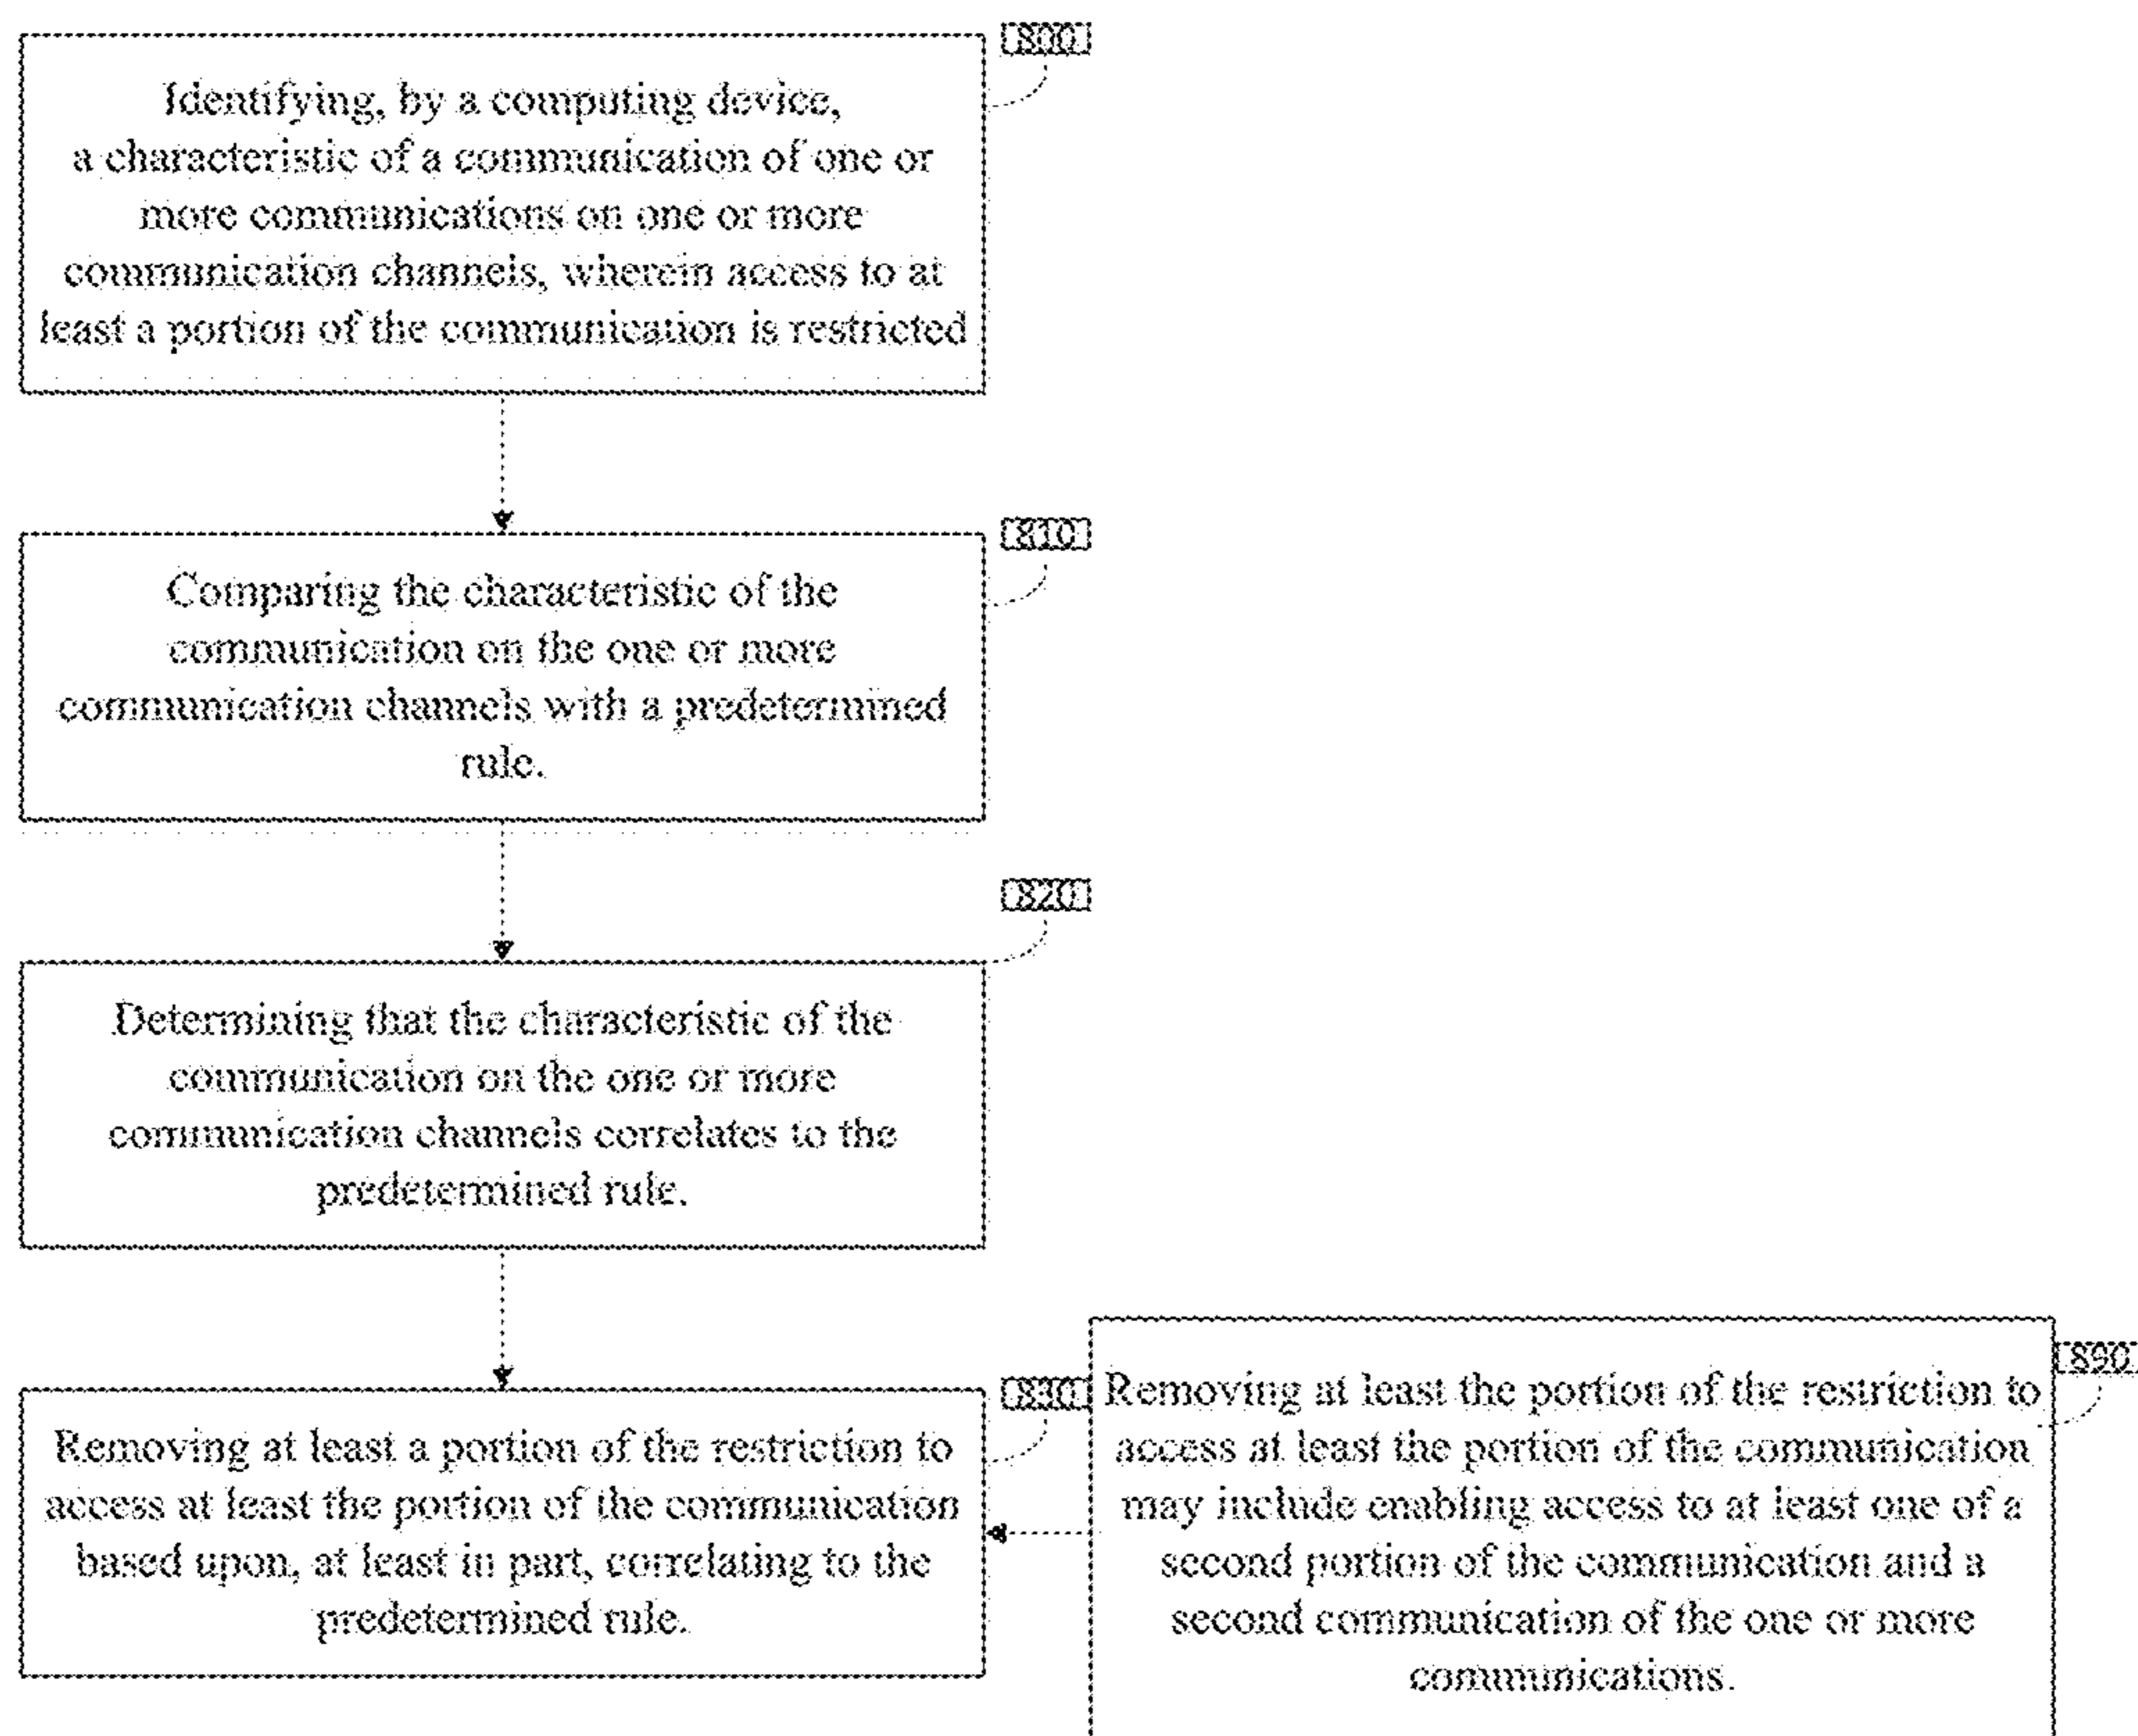 800
Identifying, by a computing device,
a characteristic of a communication of one or
more communications on one or more
communication channels, wherein access to at
least a portion of the communication is restricted
810
Comparing the characteristic of the
communication on the one or more
communication channels with a predetermined
rule.
820
Determining that the characteristic of the
communication on the one or more
communication channels correlates to the
predetermined rule.
830
Removing at least a portion of the restriction to
access at least the portion of the communication
based upon, at least in part, correlating to the
predetermined rule.
890
Removing at least the portion of the restriction to
access at least the portion of the communication
may include enabling access to at least one of a
second portion of the communication and a
second communication of the one or more
communications.